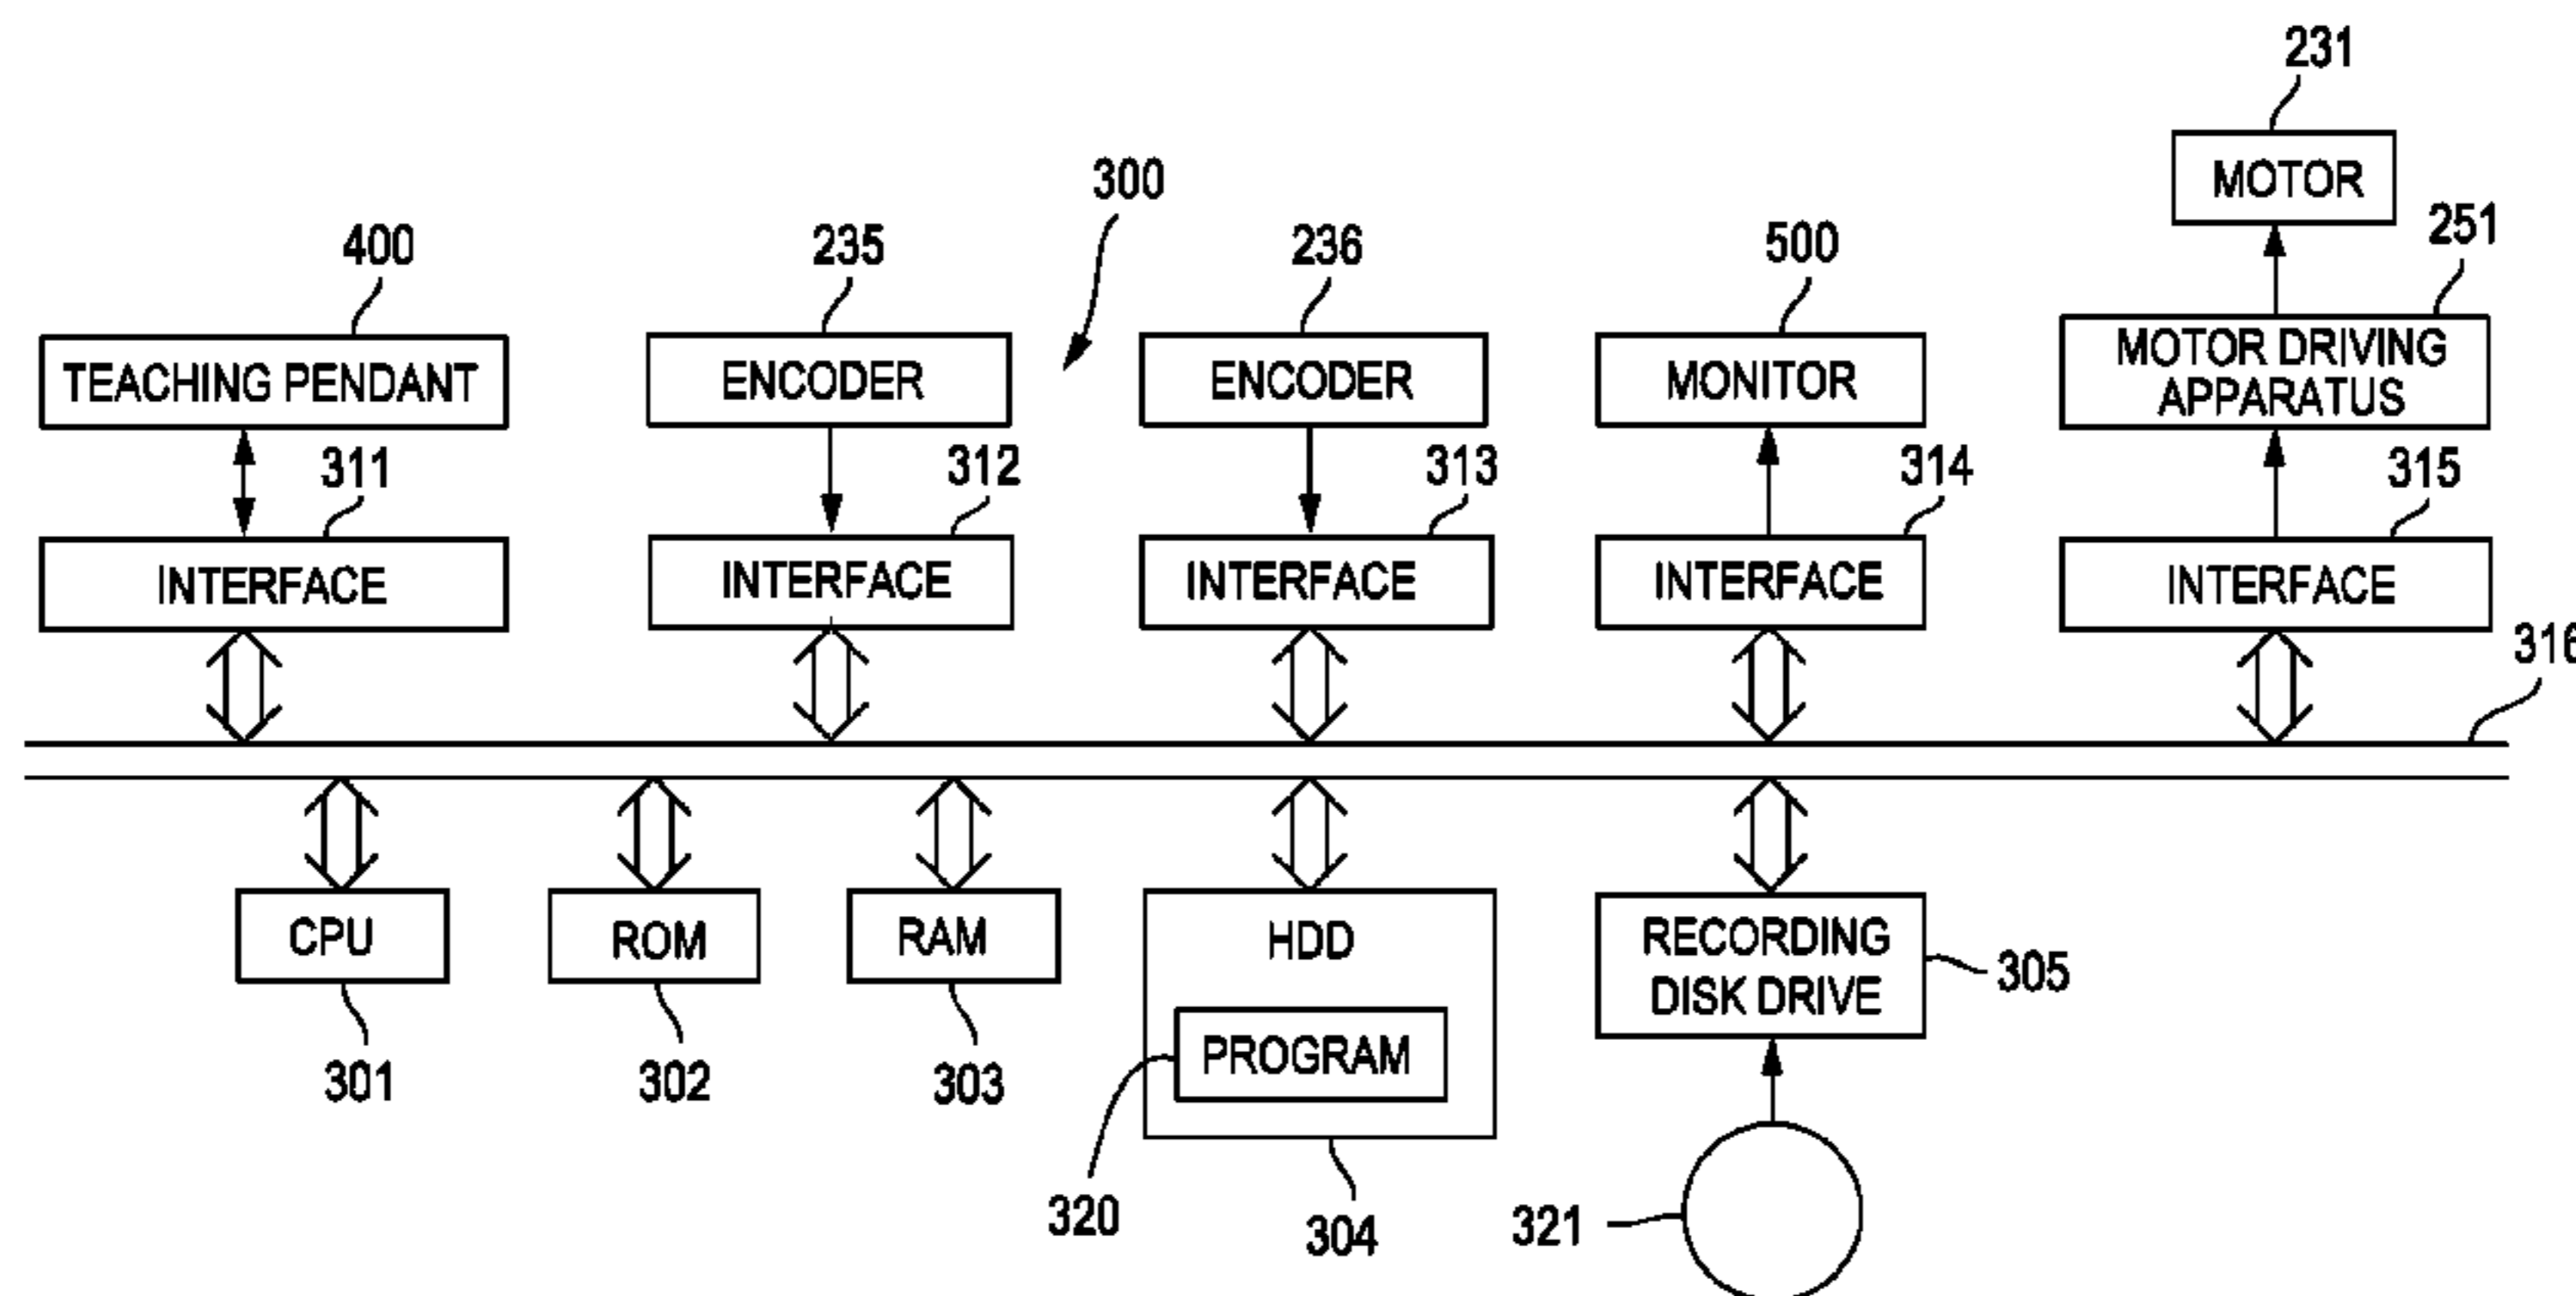 231
MOTOR
300
251
400
235
236
500
TEACHING PENDANT
ENCODER
ENCODER
MONITOR
MOTOR DRIVING
APPARATUS
311
312
313
314
315
INTERFACE
INTERFACE
INTERFACE
INTERFACE
INTERFACE
316
CPU
ROM
RAM
HDD
RECORDING
DISK DRIVE
305
PROGRAM
301
302
303
320
304
321